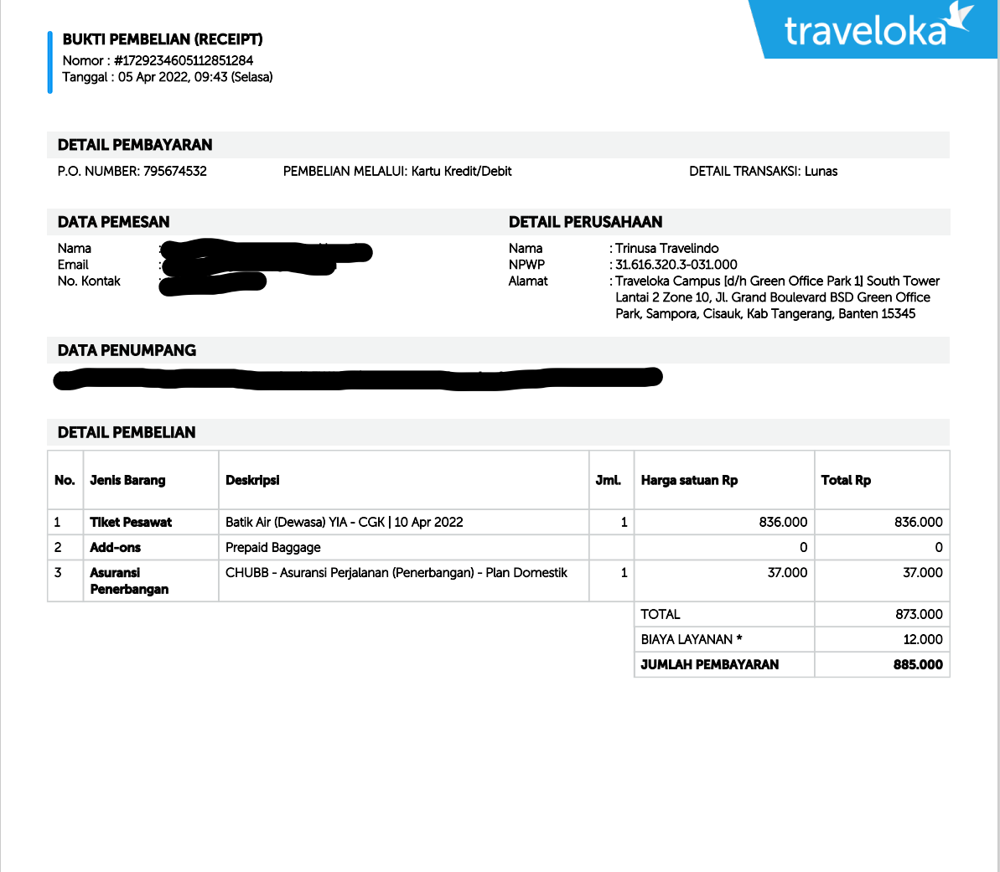 traveloka
BUKTI PEMBELIAN (RECEIPT)
Nomor : #1729234605112851284
Tanggal : 05 Apr 2022, 09:43 (Selasa)
DETAIL PEMBAYARAN
P.O. NUMBER: 795674532 PEMBELIAN MELALUI: Kartu Kredit/Debit DETAIL TRANSAKSI: Lunas
DATA PEMESAN
Nama :
Email :
No. Kontak :
DETAIL PERUSAHAAN
Nama : Trinusa Travelindo
NPWP : 31.616.320.3-031.000
Alamat : Traveloka Campus [d/h Green Office Park 1] South Tower
Lantai 2 Zone 10, Jl. Grand Boulevard BSD Green Office
Park, Sampora, Cisauk, Kab Tangerang, Banten 15345
DATA PENUMPANG
DETAIL PEMBELIAN
No. Jenis Barang Deskripsi Jml. Harga satuan Rp Total Rp
1 Tiket Pesawat Batik Air (Dewasa) YIA - CGK | 10 Apr 2022 1 836.000 836.000
2 Add-ons Prepaid Baggage 0 0
3 Asuransi Penerbangan CHUBB - Asuransi Perjalanan (Penerbangan) - Plan Domestik 1 37.000 37.000
TOTAL 873.000
BIAYA LAYANAN * 12.000
JUMLAH PEMBAYARAN 885.000